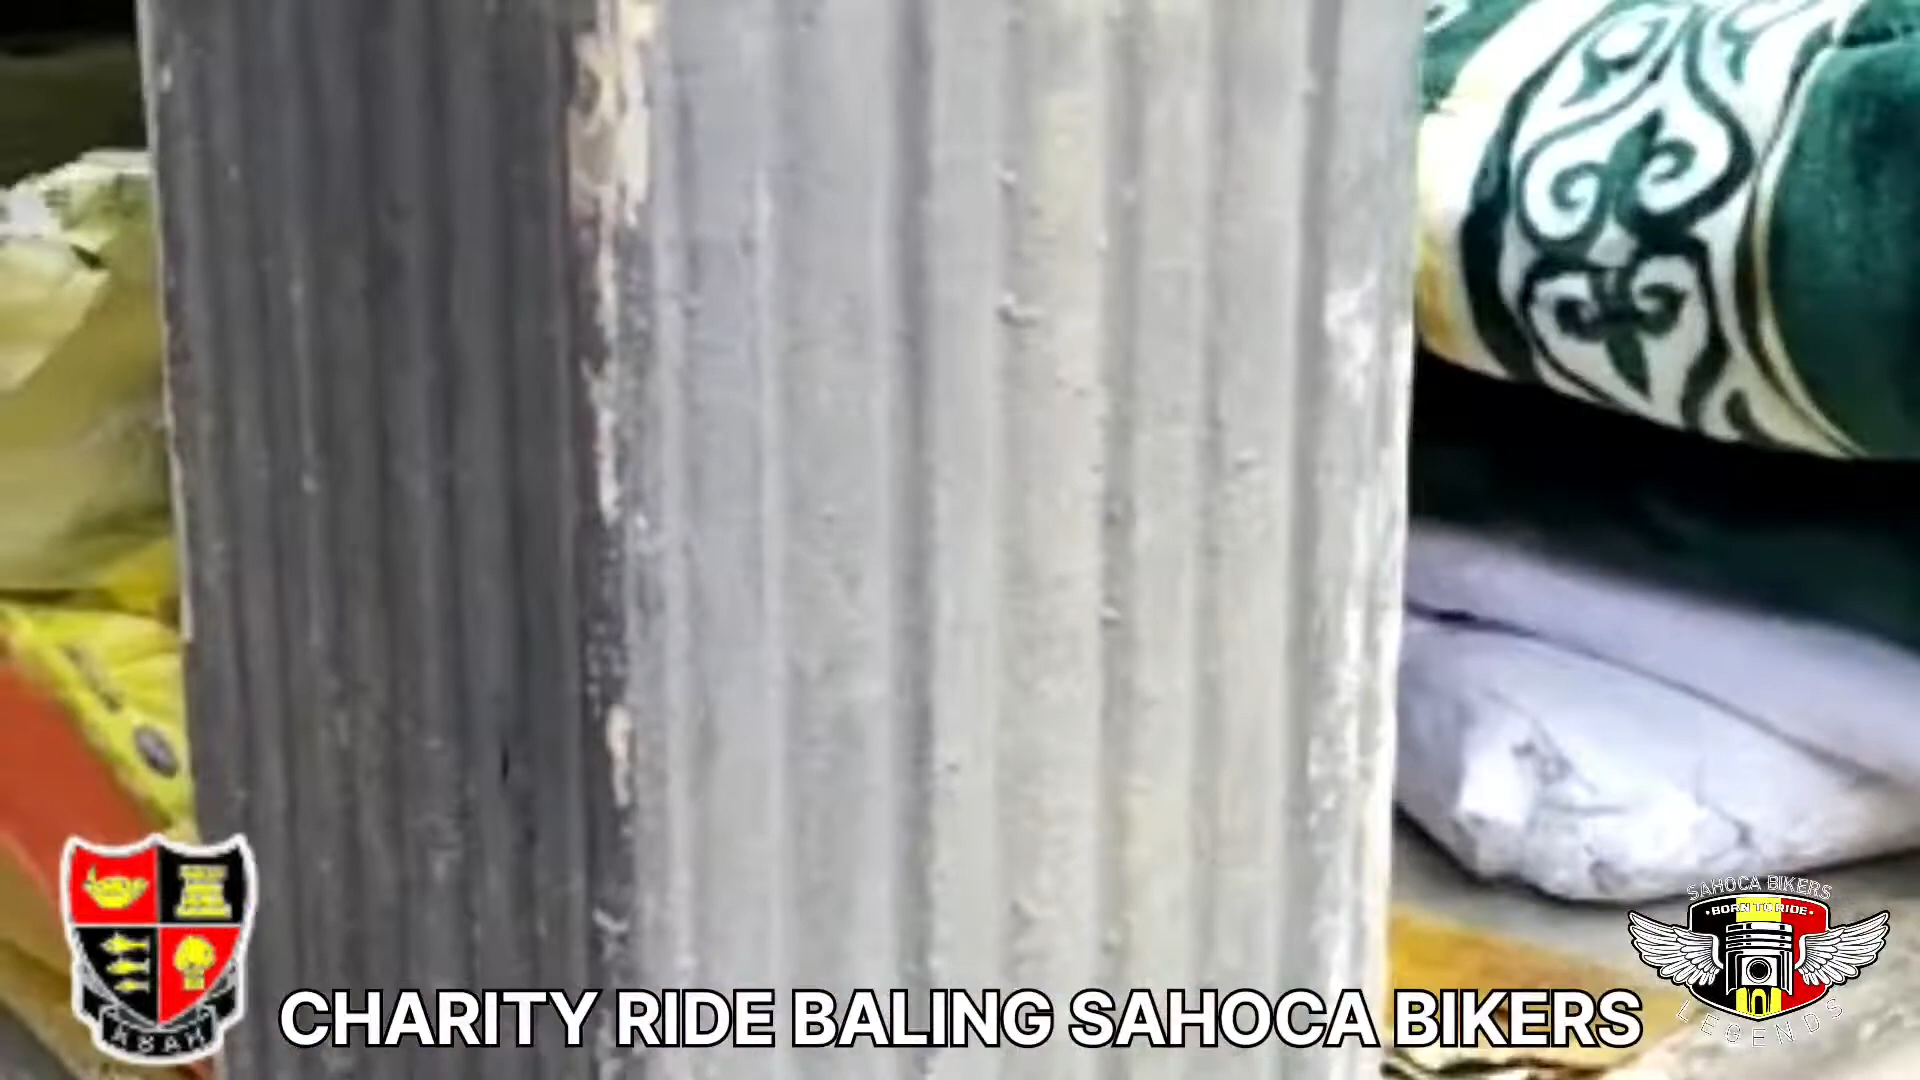 SAHOCA BIKERS
• BORN TO RIDE •
LEGENDS
CHARITY RIDE BALING SAHOCA BIKERS